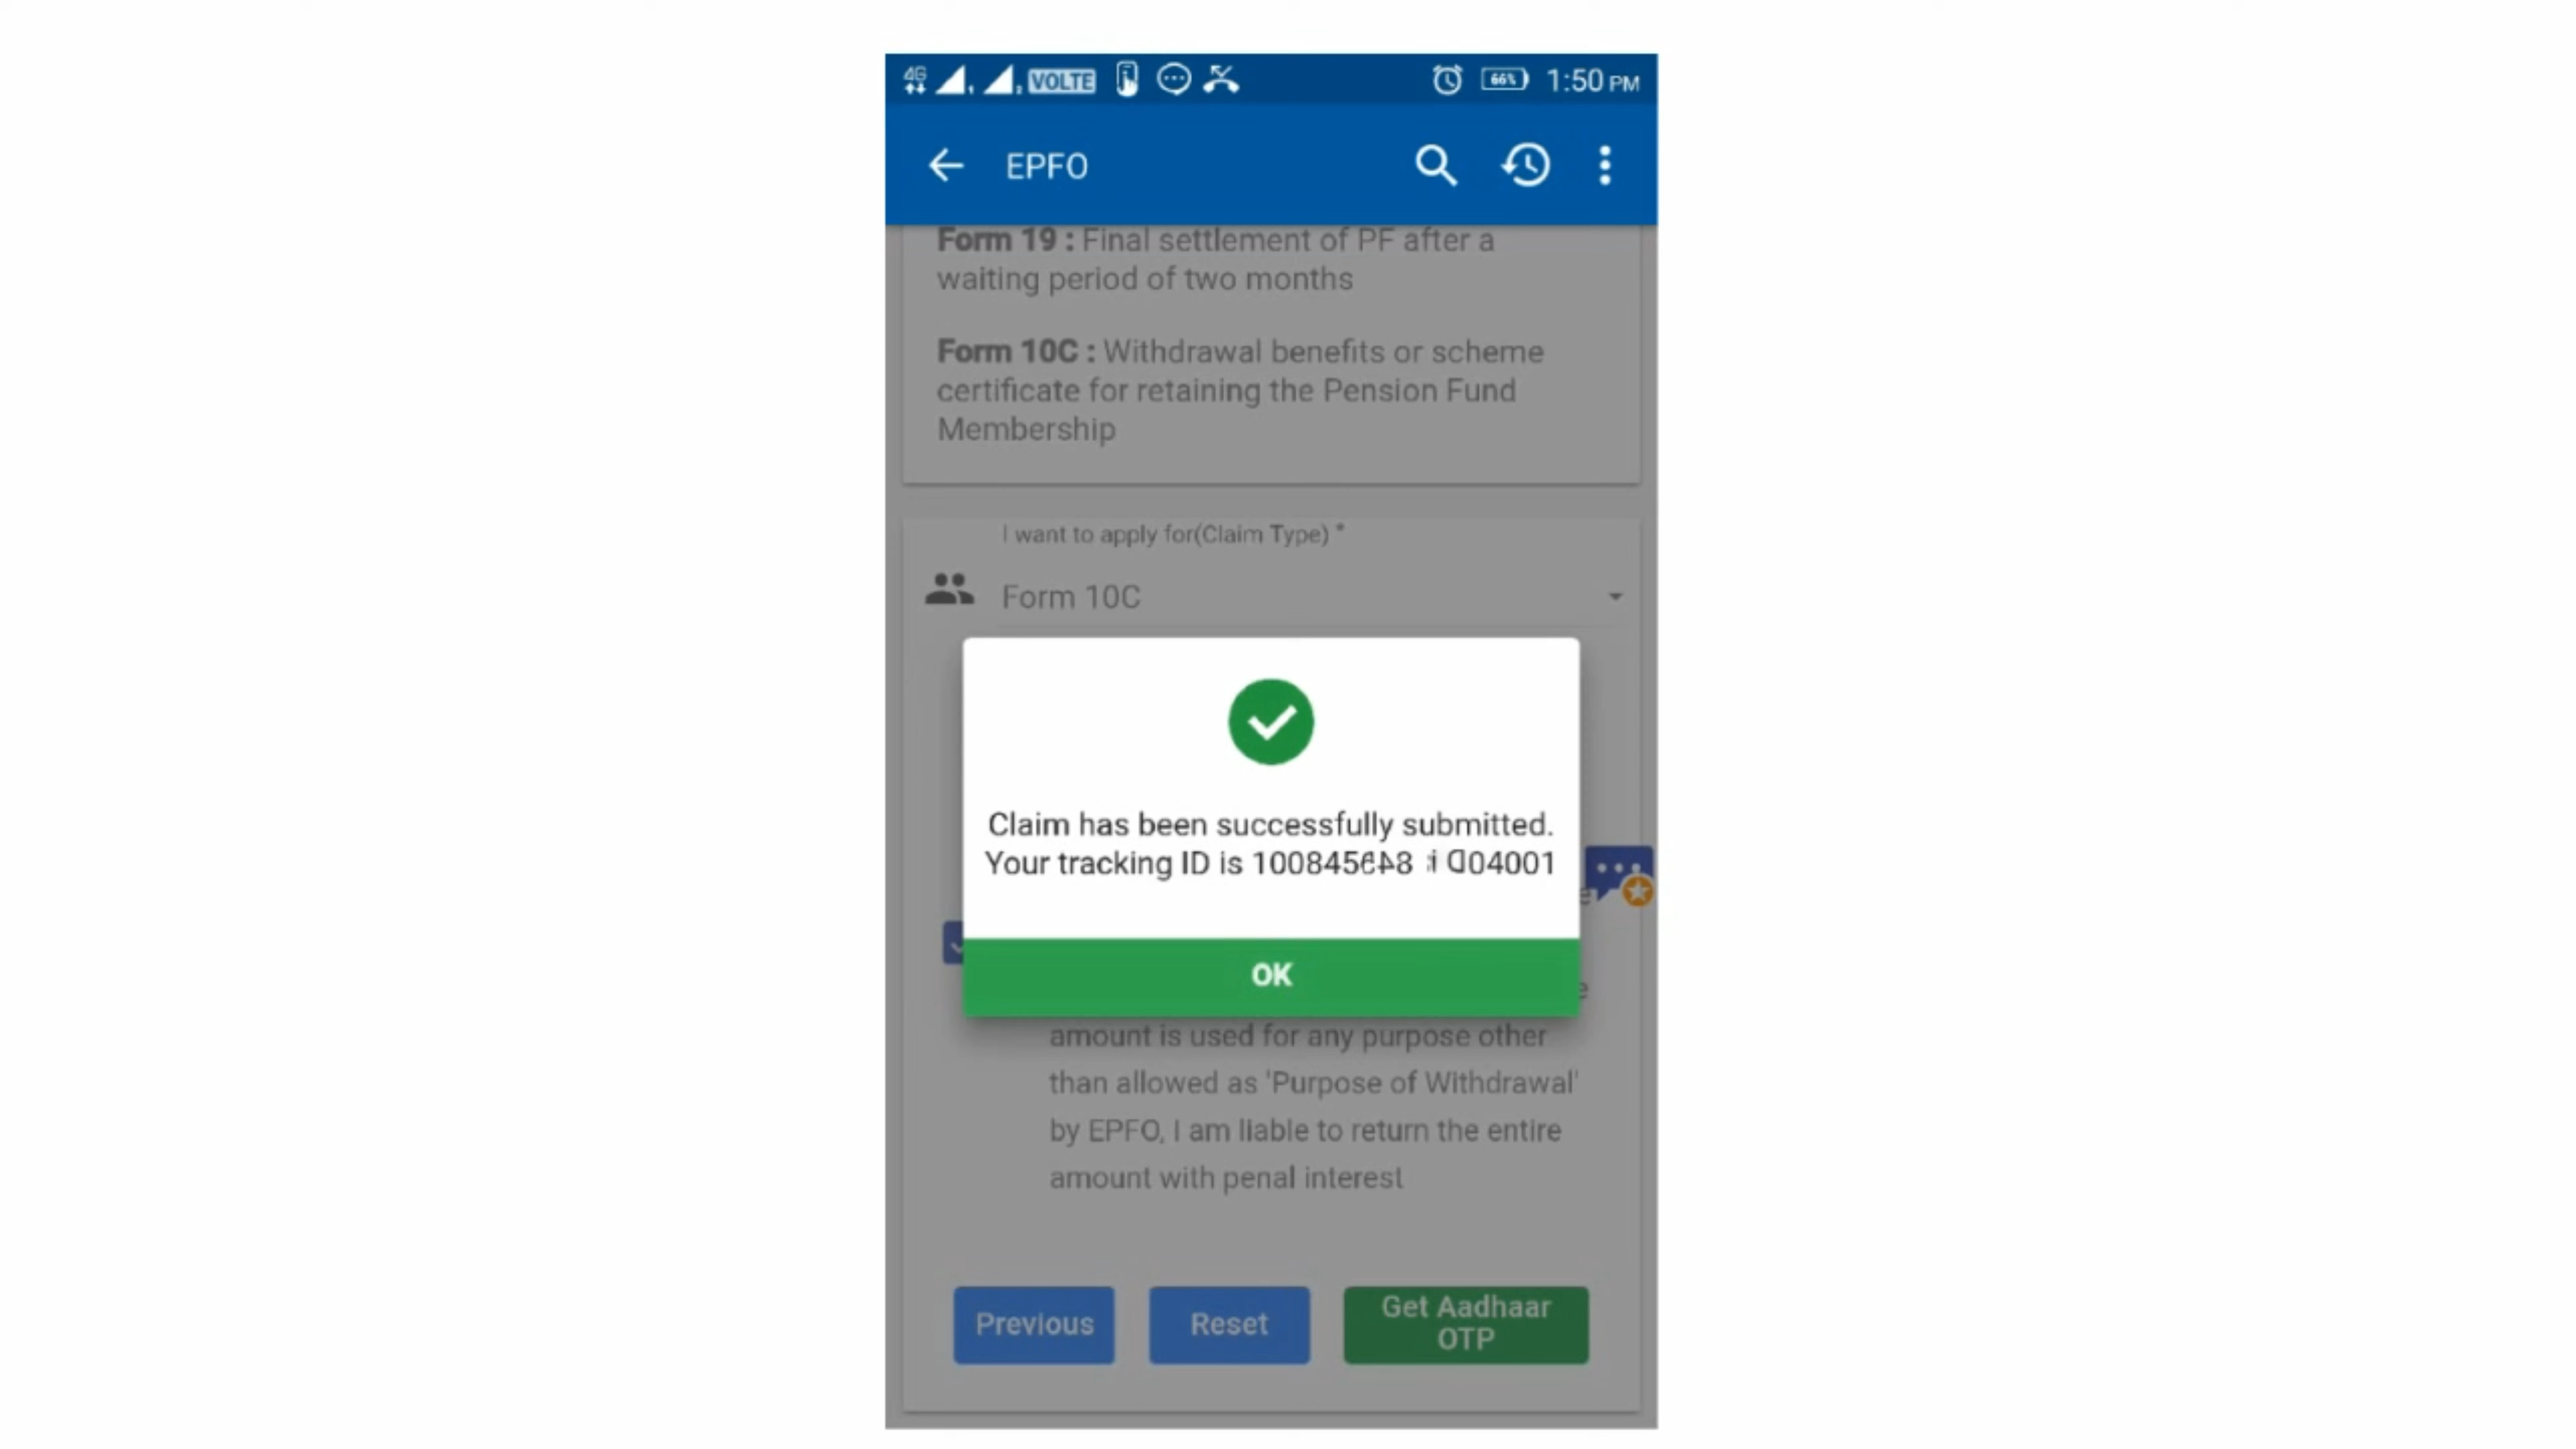 4G VOLTE 66% 1:50 PM
EPFO
Form 19 : Final settlement of PF after a
waiting period of two months
Form 10C : Withdrawal benefits or scheme
certificate for retaining the Pension Fund
Membership
I want to apply for(Claim Type) *
Form 10C
Claim has been successfully submitted.
Your tracking ID is
OK
amount is used for any purpose other
than allowed as 'Purpose of Withdrawal'
by EPFO, I am liable to return the entire
amount with penal interest
Previous
Reset
Get Aadhaar
OTP